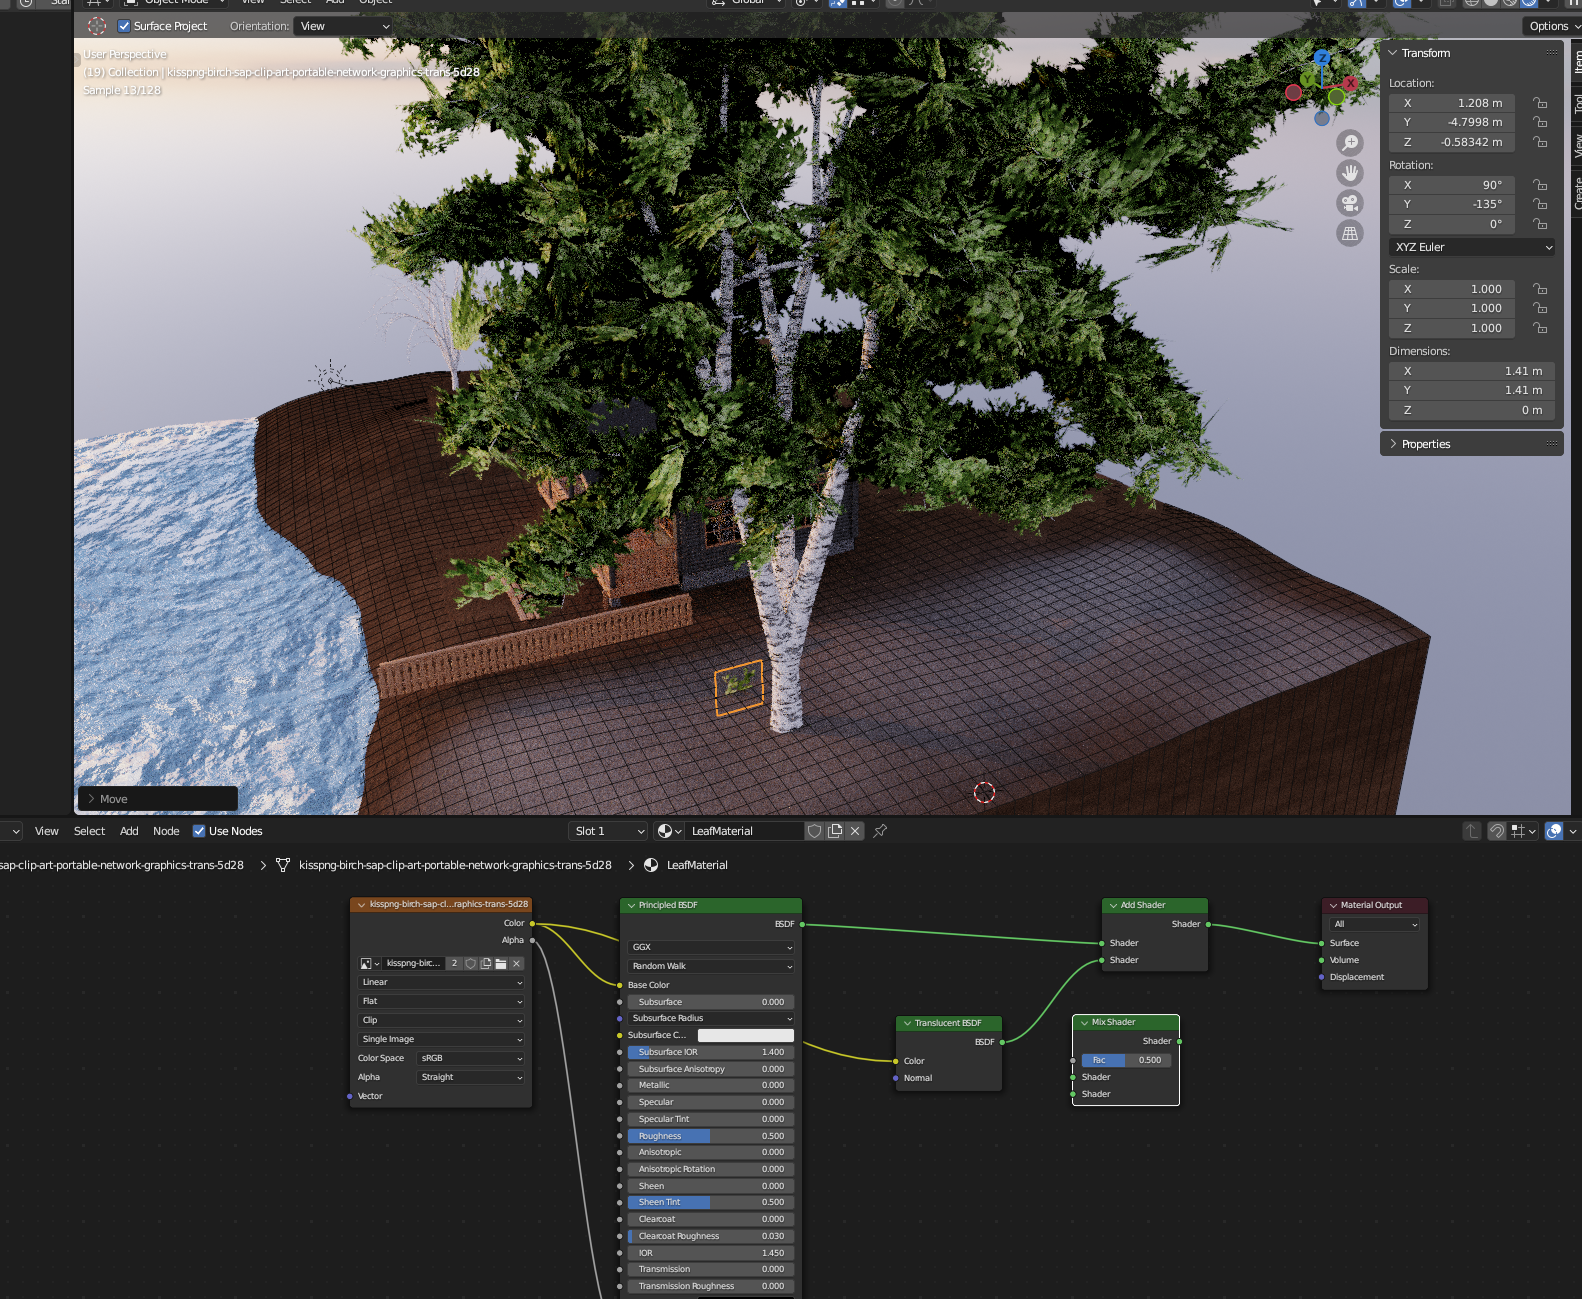 Object Mode
View
Select
Add
Object
Global
Surface Project
Orientation:
View
Options
User Perspective
(19) Collection | kisspng-birch-sap-clip-art-portable-network-graphics-trans-5d28
Sample 13/128
Z
Y
X
Transform
Location:
X 1.208 m
Y -4.7998 m
Z -0.58342 m
Rotation:
X 90°
Y -135°
Z 0°
XYZ Euler
Scale:
X 1.000
Y 1.000
Z 1.000
Dimensions:
X 1.41 m
Y 1.41 m
Z 0 m
Properties
Item
Tool
View
Create
Move
View
Select
Add
Node
Use Nodes
Slot 1
LeafMaterial
sap-clip-art-portable-network-graphics-trans-5d28
kisspng-birch-sap-clip-art-portable-network-graphics-trans-5d28
LeafMaterial
kisspng-birch-sap-cl...raphics-trans-5d28
Color
Alpha
kisspng-birc... 2
Linear
Flat
Clip
Single Image
Color Space sRGB
Alpha Straight
Vector
Principled BSDF
BSDF
GGX
Random Walk
Base Color
Subsurface 0.000
Subsurface Radius
Subsurface C...
Subsurface IOR 1.400
Subsurface Anisotropy 0.000
Metallic 0.000
Specular 0.000
Specular Tint 0.000
Roughness 0.500
Anisotropic 0.000
Anisotropic Rotation 0.000
Sheen 0.000
Sheen Tint 0.500
Clearcoat 0.000
Clearcoat Roughness 0.030
IOR 1.450
Transmission 0.000
Transmission Roughness 0.000
Translucent BSDF
BSDF
Color
Normal
Add Shader
Shader
Shader
Shader
Mix Shader
Shader
Fac 0.500
Shader
Shader
Material Output
All
Surface
Volume
Displacement